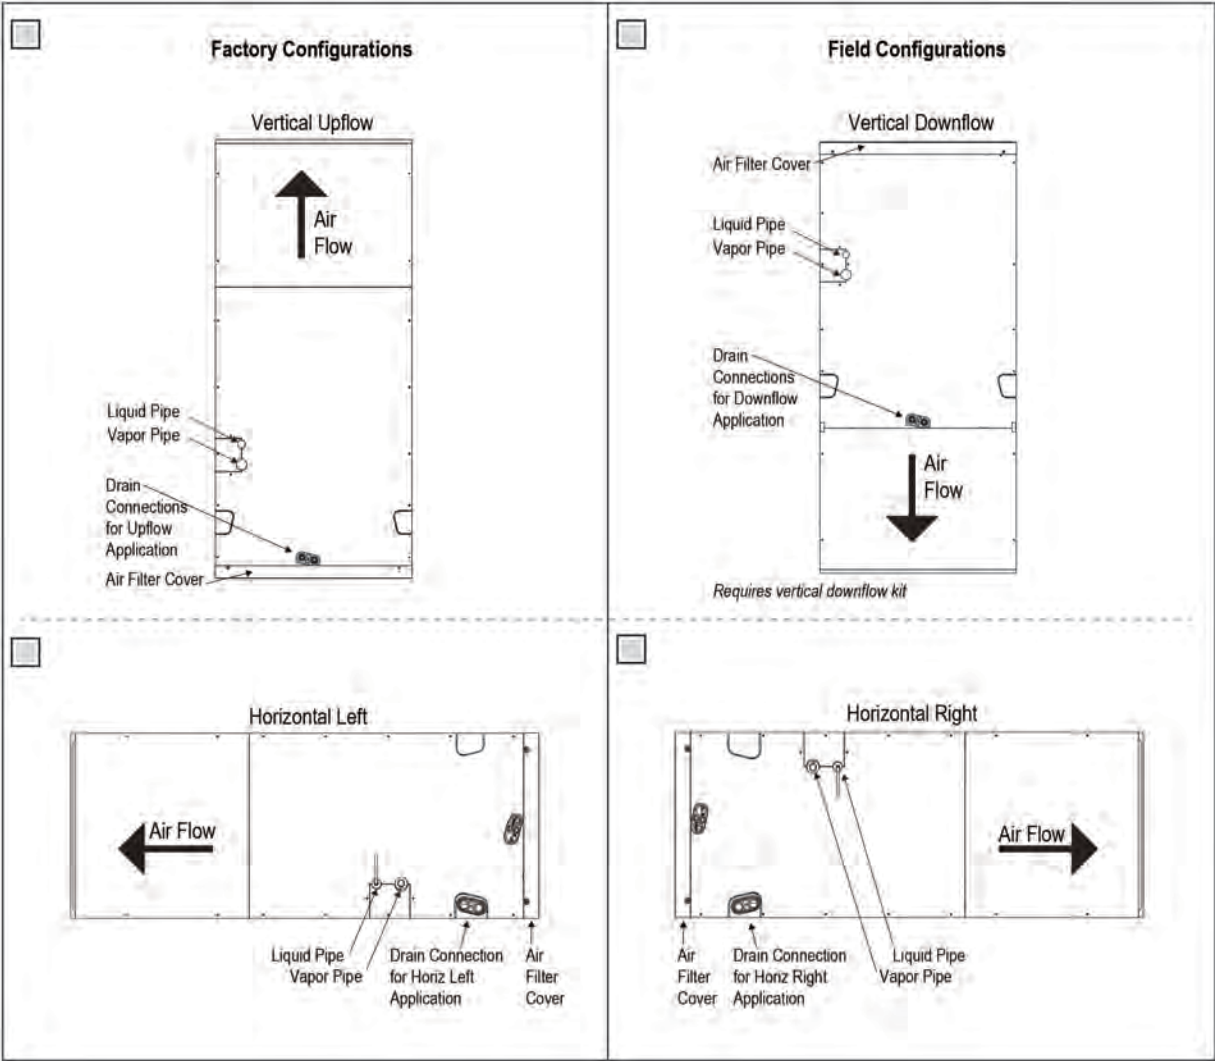 Factory Configurations
Vertical Upflow
Air
Flow
Liquid Pipe
Vapor Pipe
Drain
Connections
for Upflow
Application
Air Filter Cover
Field Configurations
Vertical Downflow
Air Filter Cover
Liquid Pipe
Vapor Pipe
Drain
Connections
for Downflow
Application
Air
Flow
Requires vertical downflow kit
Horizontal Left
Air Flow
Liquid Pipe
Vapor Pipe
Drain Connection
for Horiz Left
Application
Air
Filter
Cover
Horizontal Right
Air Flow
Air
Filter
Cover
Drain Connection
for Horiz Right
Application
Liquid Pipe
Vapor Pipe